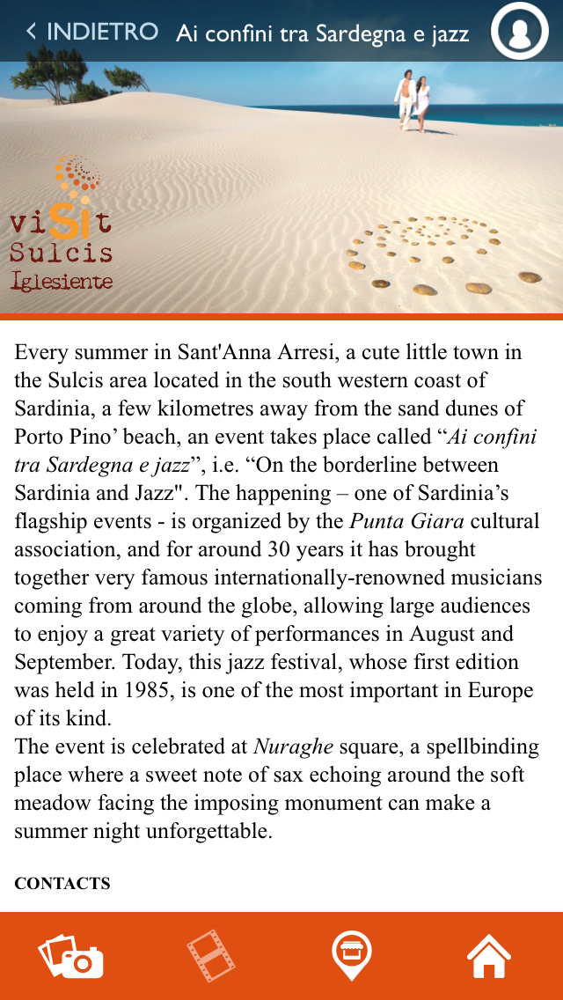 INDIETRO
Ai confini tra Sardegna e jazz
viSit
Sulcis
Iglesiente
Every summer in Sant'Anna Arresi, a cute little town in
the Sulcis area located in the south western coast of
Sardinia, a few kilometres away from the sand dunes of
Porto Pino’ beach, an event takes place called “Ai confini
tra Sardegna e jazz”, i.e. “On the borderline between
Sardinia and Jazz". The happening – one of Sardinia’s
flagship events - is organized by the Punta Giara cultural
association, and for around 30 years it has brought
together very famous internationally-renowned musicians
coming from around the globe, allowing large audiences
to enjoy a great variety of performances in August and
September. Today, this jazz festival, whose first edition
was held in 1985, is one of the most important in Europe
of its kind.
The event is celebrated at Nuraghe square, a spellbinding
place where a sweet note of sax echoing around the soft
meadow facing the imposing monument can make a
summer night unforgettable.
CONTACTS